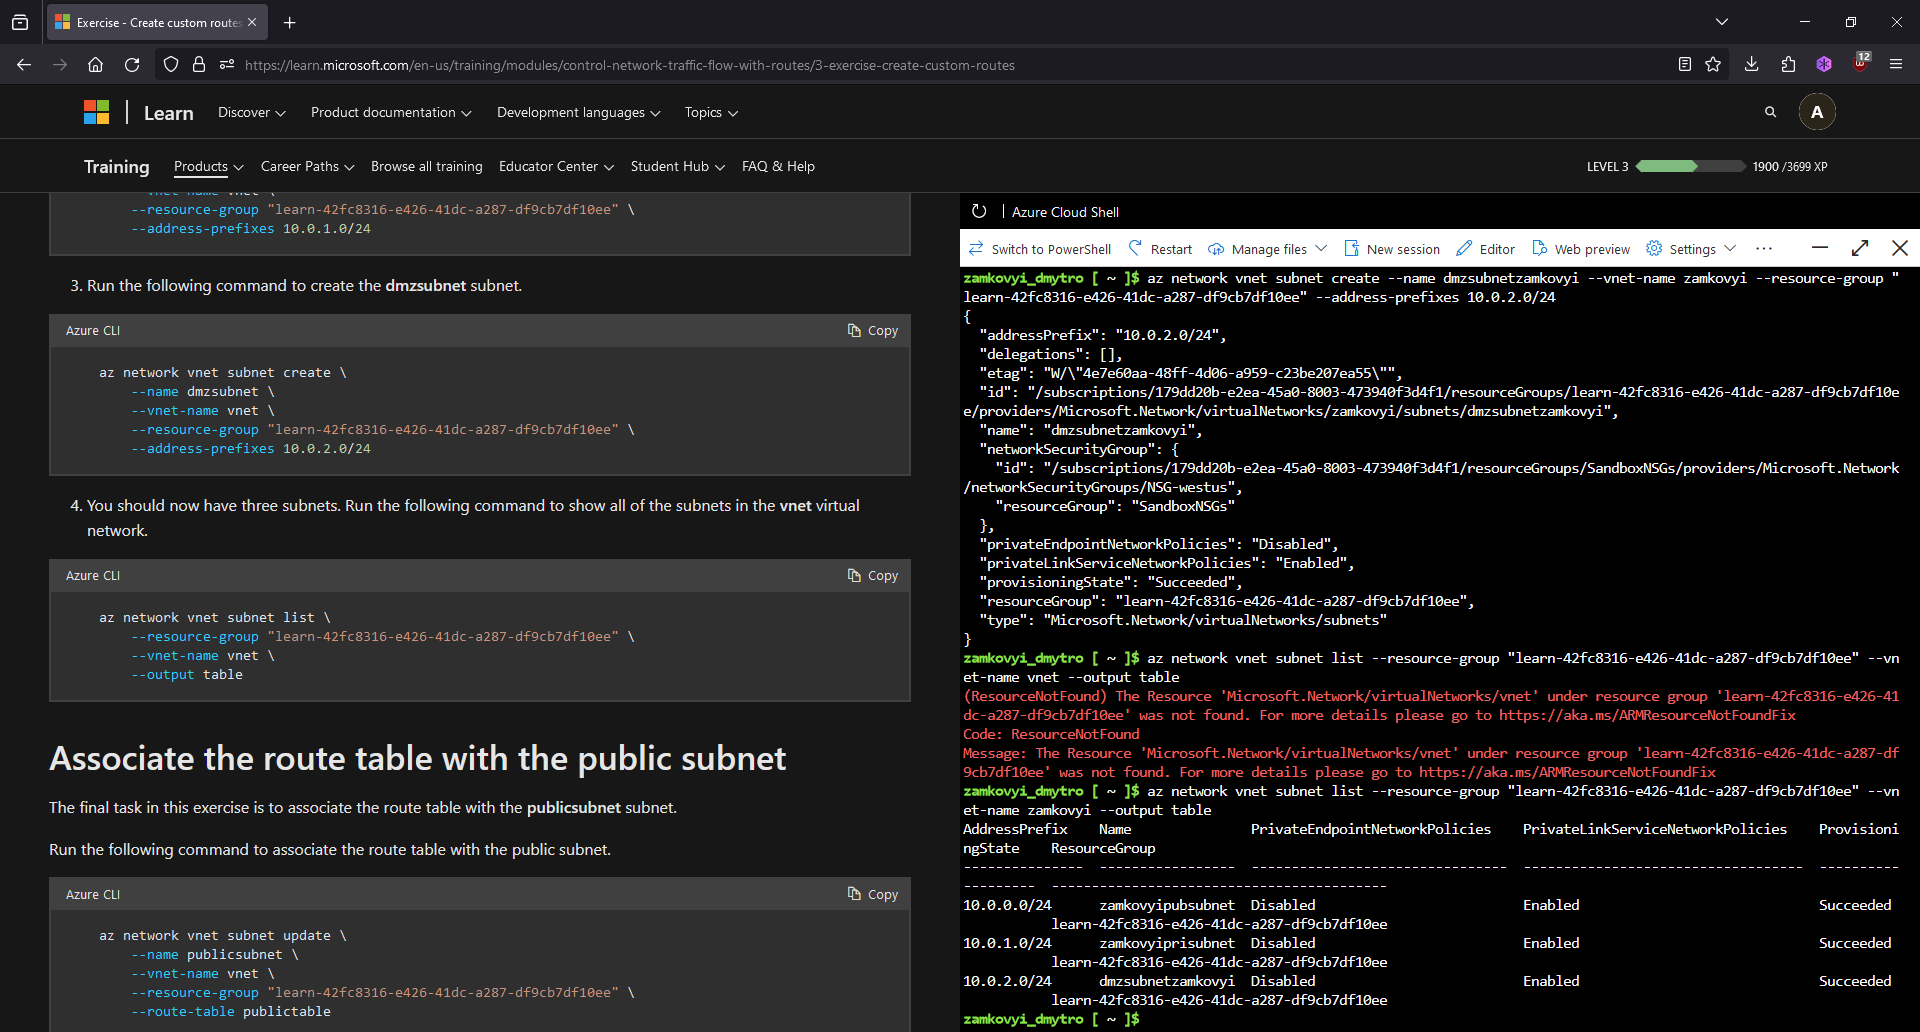 Exercise - Create custom routes
https://learn.microsoft.com/en-us/training/modules/control-network-traffic-flow-with-routes/3-exercise-create-custom-routes
12
Learn
Discover
Product documentation
Development languages
Topics
A
Training
Products
Career Paths
Browse all training
Educator Center
Student Hub
FAQ & Help
LEVEL 3
1900 /3699 XP
--vnet-name vnet \
--resource-group "learn-42fc8316-e426-41dc-a287-df9cb7df10ee" \
--address-prefixes 10.0.1.0/24
3. Run the following command to create the dmzsubnet subnet.
Azure CLI
Copy
az network vnet subnet create \
--name dmzsubnet \
--vnet-name vnet \
--resource-group "learn-42fc8316-e426-41dc-a287-df9cb7df10ee" \
--address-prefixes 10.0.2.0/24
4. You should now have three subnets. Run the following command to show all of the subnets in the vnet virtual
network.
Azure CLI
Copy
az network vnet subnet list \
--resource-group "learn-42fc8316-e426-41dc-a287-df9cb7df10ee" \
--vnet-name vnet \
--output table
Associate the route table with the public subnet
The final task in this exercise is to associate the route table with the publicsubnet subnet.
Run the following command to associate the route table with the public subnet.
Azure CLI
Copy
az network vnet subnet update \
--name publicsubnet \
--vnet-name vnet \
--resource-group "learn-42fc8316-e426-41dc-a287-df9cb7df10ee" \
--route-table publictable
Azure Cloud Shell
Switch to PowerShell
Restart
Manage files
New session
Editor
Web preview
Settings
zamkovyi_dmytro [ ~ ]$ az network vnet subnet create --name dmzsubnetzamkovyi --vnet-name zamkovyi --resource-group "
learn-42fc8316-e426-41dc-a287-df9cb7df10ee" --address-prefixes 10.0.2.0/24
{
"addressPrefix": "10.0.2.0/24",
"delegations": [],
"etag": "W/\"4e7e60aa-48ff-4d06-a959-c23be207ea55\"",
"id": "/subscriptions/179dd20b-e2ea-45a0-8003-473940f3d4f1/resourceGroups/learn-42fc8316-e426-41dc-a287-df9cb7df10e
e/providers/Microsoft.Network/virtualNetworks/zamkovyi/subnets/dmzsubnetzamkovyi",
"name": "dmzsubnetzamkovyi",
"networkSecurityGroup": {
"id": "/subscriptions/179dd20b-e2ea-45a0-8003-473940f3d4f1/resourceGroups/SandboxNSGs/providers/Microsoft.Network
/networkSecurityGroups/NSG-westus",
"resourceGroup": "SandboxNSGs"
},
"privateEndpointNetworkPolicies": "Disabled",
"privateLinkServiceNetworkPolicies": "Enabled",
"provisioningState": "Succeeded",
"resourceGroup": "learn-42fc8316-e426-41dc-a287-df9cb7df10ee",
"type": "Microsoft.Network/virtualNetworks/subnets"
}
zamkovyi_dmytro [ ~ ]$ az network vnet subnet list --resource-group "learn-42fc8316-e426-41dc-a287-df9cb7df10ee" --vn
et-name vnet --output table
(ResourceNotFound) The Resource 'Microsoft.Network/virtualNetworks/vnet' under resource group 'learn-42fc8316-e426-41
dc-a287-df9cb7df10ee' was not found. For more details please go to https://aka.ms/ARMResourceNotFoundFix
Code: ResourceNotFound
Message: The Resource 'Microsoft.Network/virtualNetworks/vnet' under resource group 'learn-42fc8316-e426-41dc-a287-df
9cb7df10ee' was not found. For more details please go to https://aka.ms/ARMResourceNotFoundFix
zamkovyi_dmytro [ ~ ]$ az network vnet subnet list --resource-group "learn-42fc8316-e426-41dc-a287-df9cb7df10ee" --vn
et-name zamkovyi --output table
AddressPrefix Name PrivateEndpointNetworkPolicies PrivateLinkServiceNetworkPolicies Provisioni
ngState ResourceGroup
--------------- ----------------- -------------------------------- ----------------------------------- ----------
--------- ------------------------------------------
10.0.0.0/24 zamkovyipubsubnet Disabled Enabled Succeeded
learn-42fc8316-e426-41dc-a287-df9cb7df10ee
10.0.1.0/24 zamkovyiprisubnet Disabled Enabled Succeeded
learn-42fc8316-e426-41dc-a287-df9cb7df10ee
10.0.2.0/24 dmzsubnetzamkovyi Disabled Enabled Succeeded
learn-42fc8316-e426-41dc-a287-df9cb7df10ee
zamkovyi_dmytro [ ~ ]$